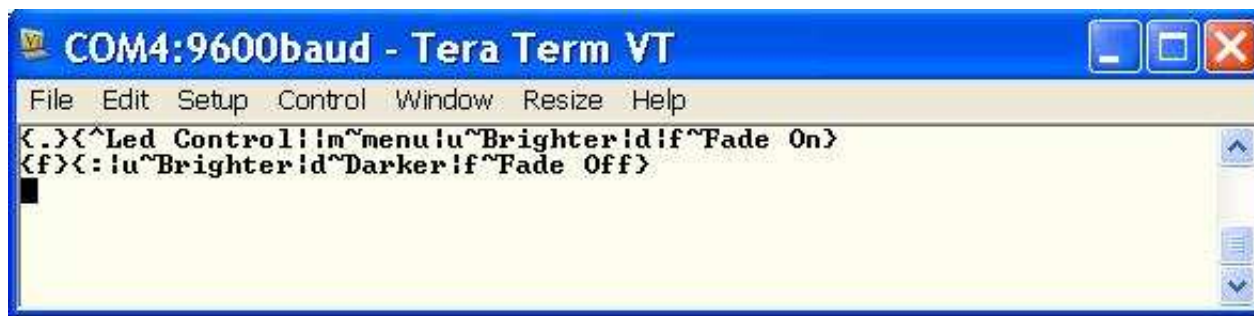 COM4:9600baud - Tera Term VT
File Edit Setup Control Window Resize Help
{.}{^Led Control||m~menu|u~Brighter|d|f~Fade On}
{f}{:|u~Brighter|d~Darker|f~Fade Off}